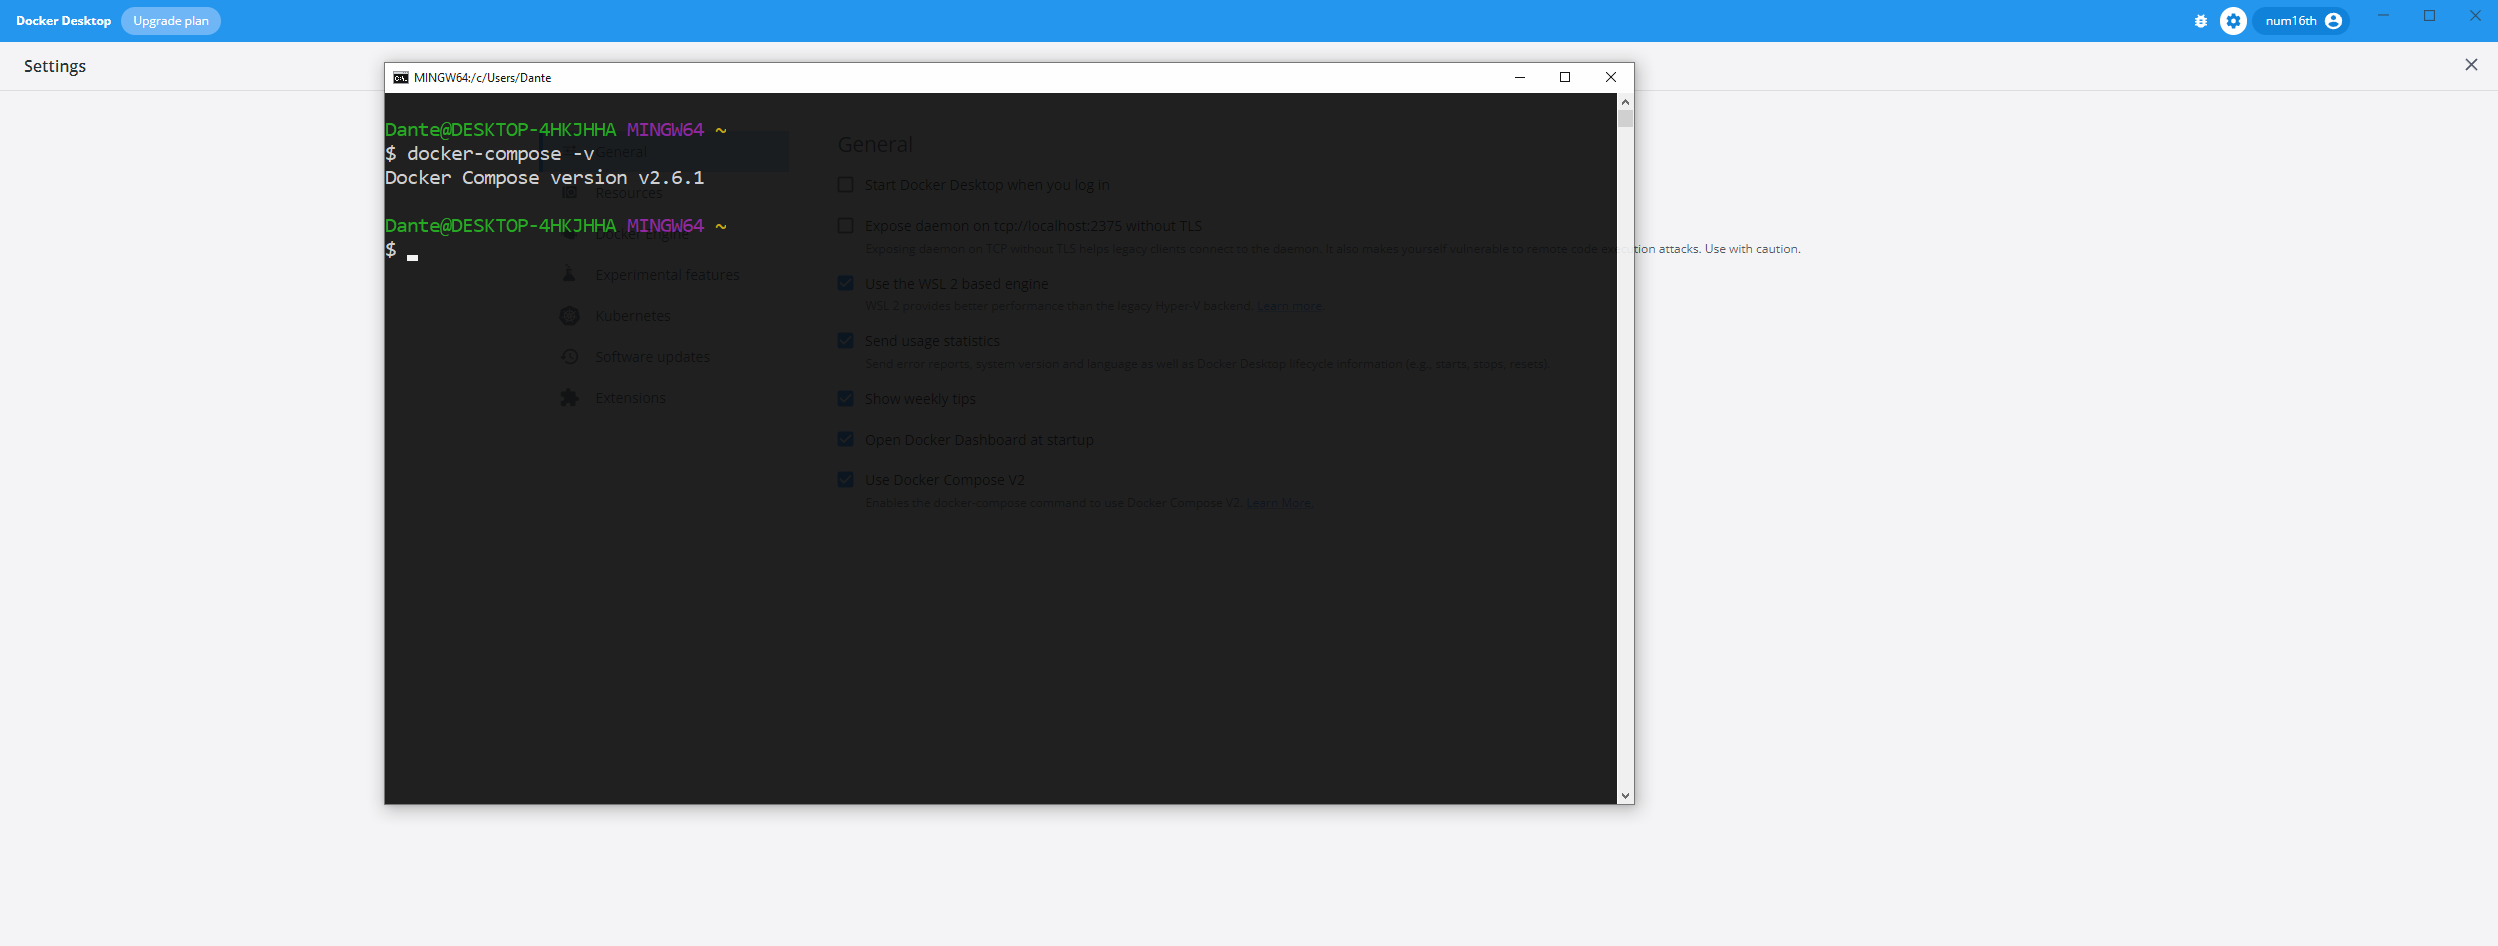 Docker Desktop
Upgrade plan
num16th
Settings
MINGW64:/c/Users/Dante
Dante@DESKTOP-4HKJHHA MINGW64 ~
$ docker-compose -v
Docker Compose version v2.6.1
Dante@DESKTOP-4HKJHHA MINGW64 ~
$
General
Resources
Docker Engine
Experimental features
Kubernetes
Software updates
Extensions
General
Start Docker Desktop when you log in
Expose daemon on tcp://localhost:2375 without TLS
Exposing daemon on TCP without TLS helps legacy clients connect to the daemon. It also makes yourself vulnerable to remote code execution attacks. Use with caution.
Use the WSL 2 based engine
WSL 2 provides better performance than the legacy Hyper-V backend. Learn more.
Send usage statistics
Send error reports, system version and language as well as Docker Desktop lifecycle information (e.g., starts, stops, resets).
Show weekly tips
Open Docker Dashboard at startup
Use Docker Compose V2
Enables the docker-compose command to use Docker Compose V2. Learn More.